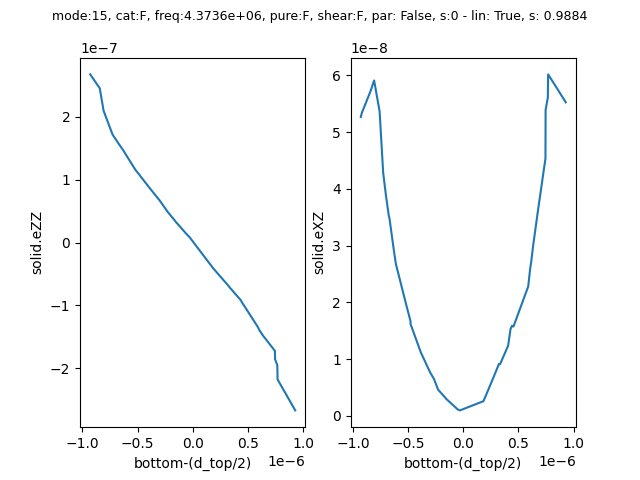 mode:15, cat:F, freq:4.3736e+06, pure:F, shear:F, par: False, s:0 - lin: True, s: 0.9884
1e−7
2
1
0
−1
−2
solid.eZZ
−1.0
−0.5
0.0
0.5
1.0
bottom-(d_top/2)
1e−6
1e−8
6
5
4
3
2
1
0
solid.eXZ
−1.0
−0.5
0.0
0.5
1.0
bottom-(d_top/2)
1e−6